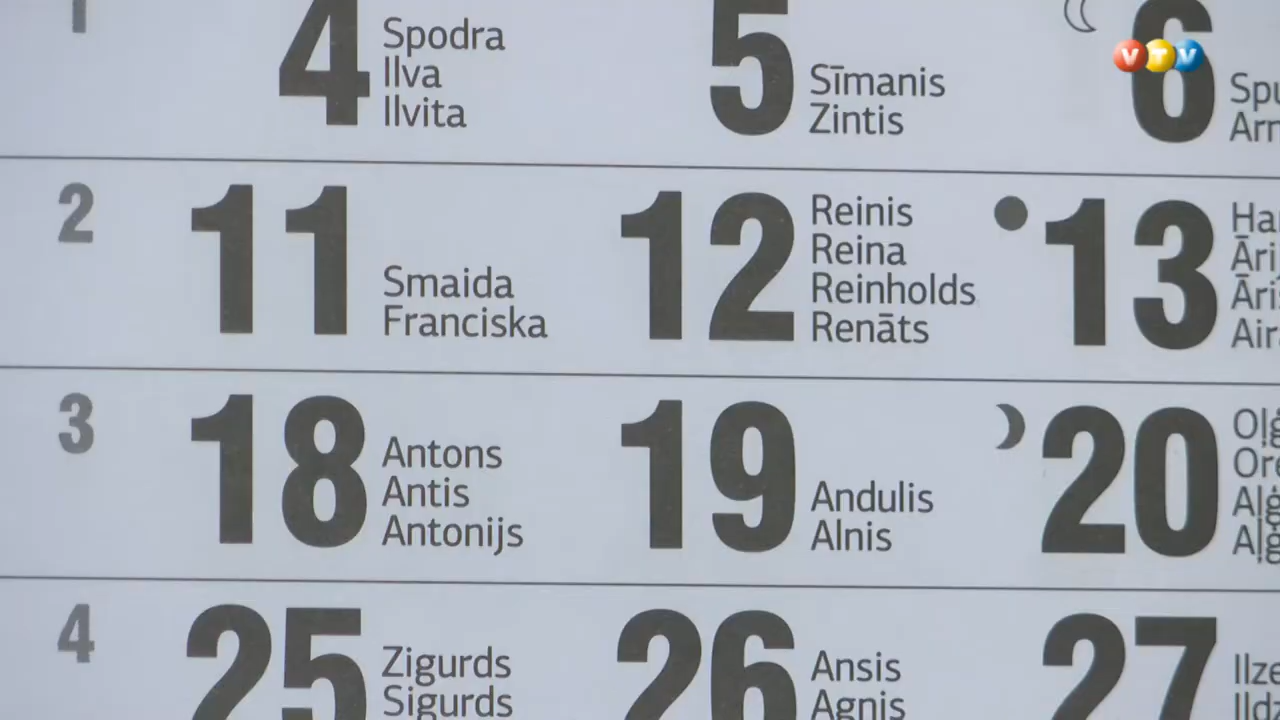 1
4
Spodra
Ilva
Ilvita
5
Sīmanis
Zintis
6
VTV
2
11
Smaida
Franciska
12
Reinis
Reina
Reinholds
Renāts
13
3
18
Antons
Antis
Antonijs
19
Andulis
Alnis
20
4
25
Zigurds
Sigurds
26
Ansis
Agnis
27